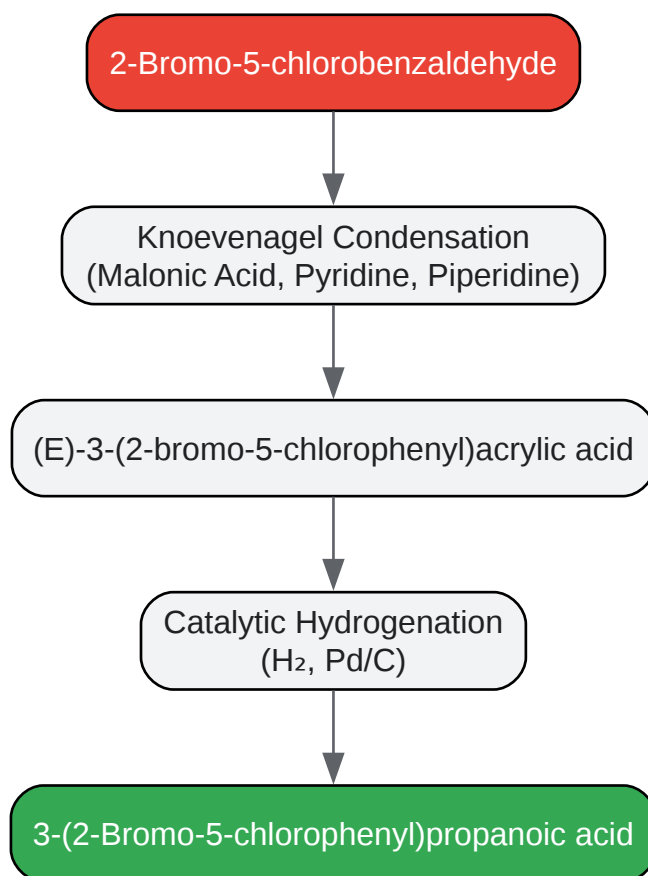 2-Bromo-5-chlorobenzaldehyde
Knoevenagel Condensation
(Malonic Acid, Pyridine, Piperidine)
(E)-3-(2-bromo-5-chlorophenyl)acrylic acid
Catalytic Hydrogenation
(H₂, Pd/C)
3-(2-Bromo-5-chlorophenyl)propanoic acid